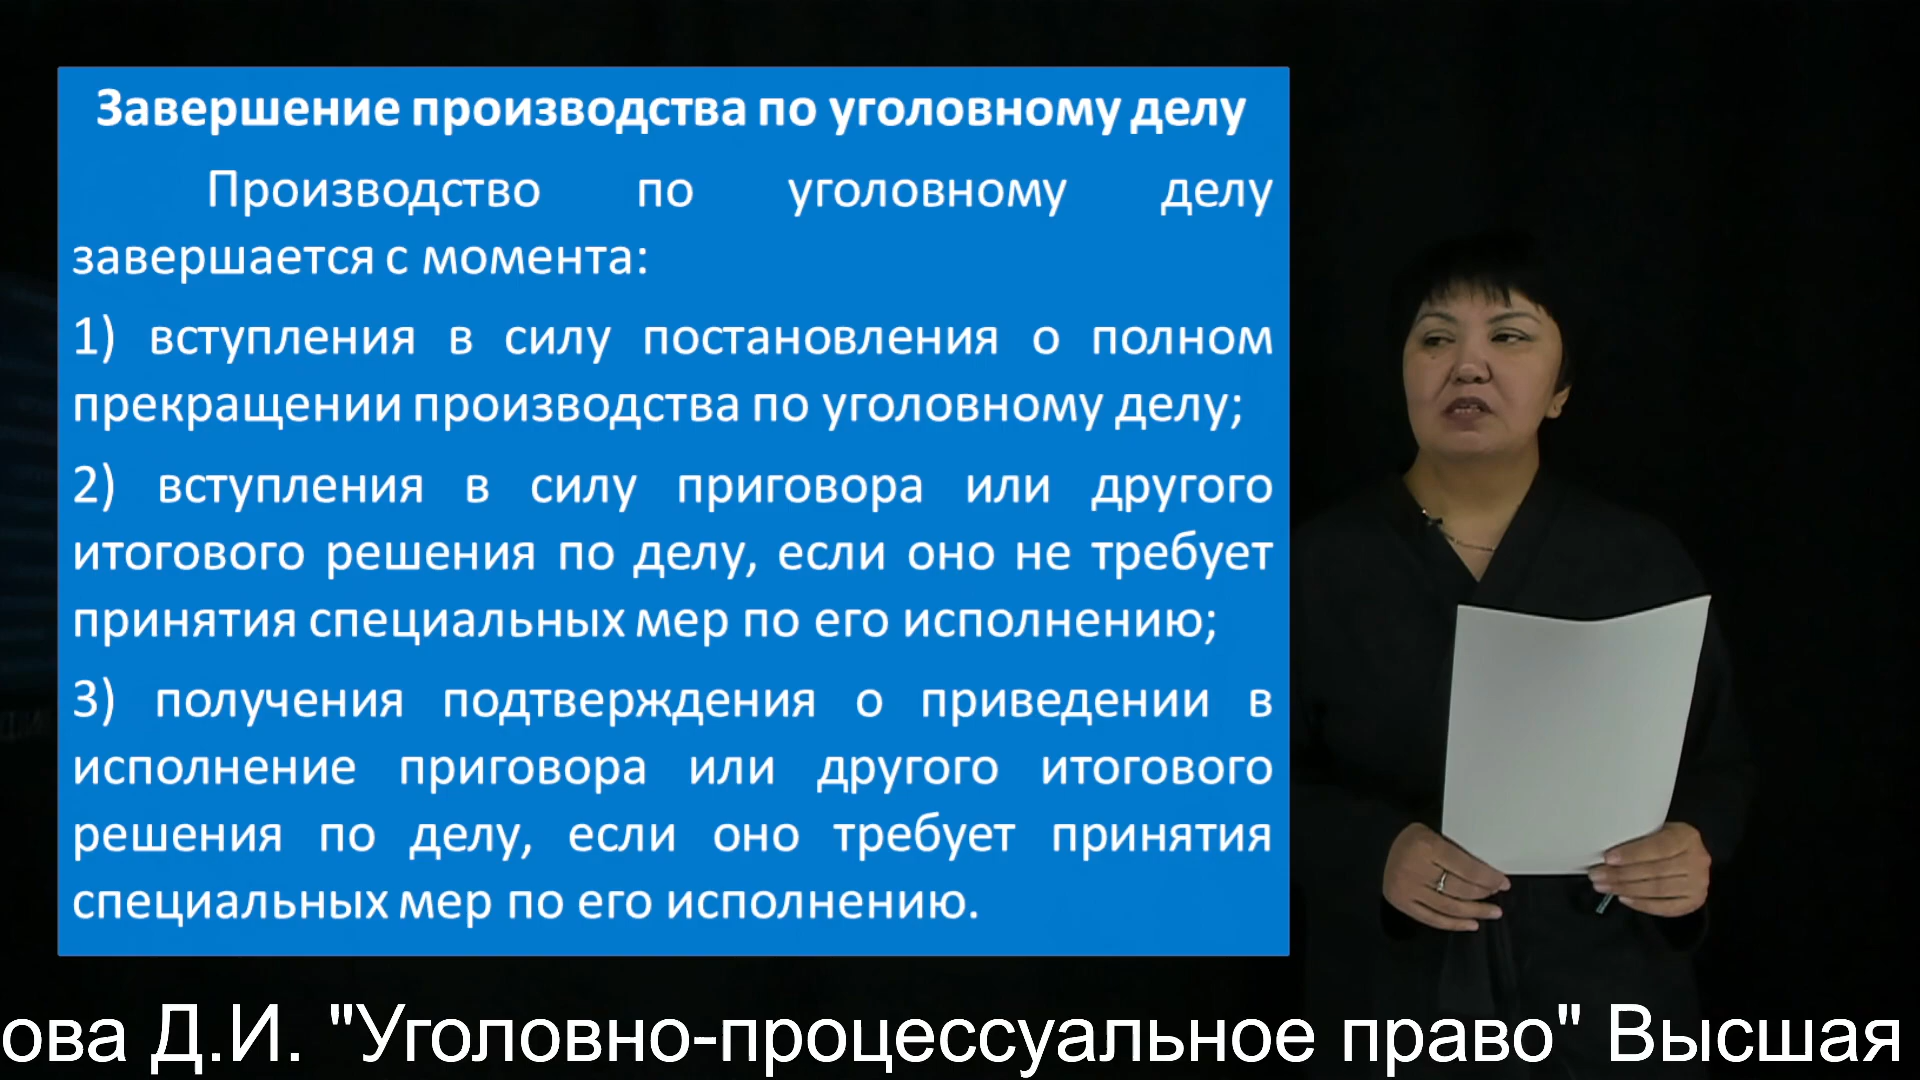 Завершение производства по уголовному делу
Производство по уголовному делу
завершается с момента:
1) вступления в силу постановления о полном
прекращении производства по уголовному делу;
2) вступления в силу приговора или другого
итогового решения по делу, если оно не требует
принятия специальных мер по его исполнению;
3) получения подтверждения о приведении в
исполнение приговора или другого итогового
решения по делу, если оно требует принятия
специальных мер по его исполнению.
ова Д.И. "Уголовно-процессуальное право" Высшая